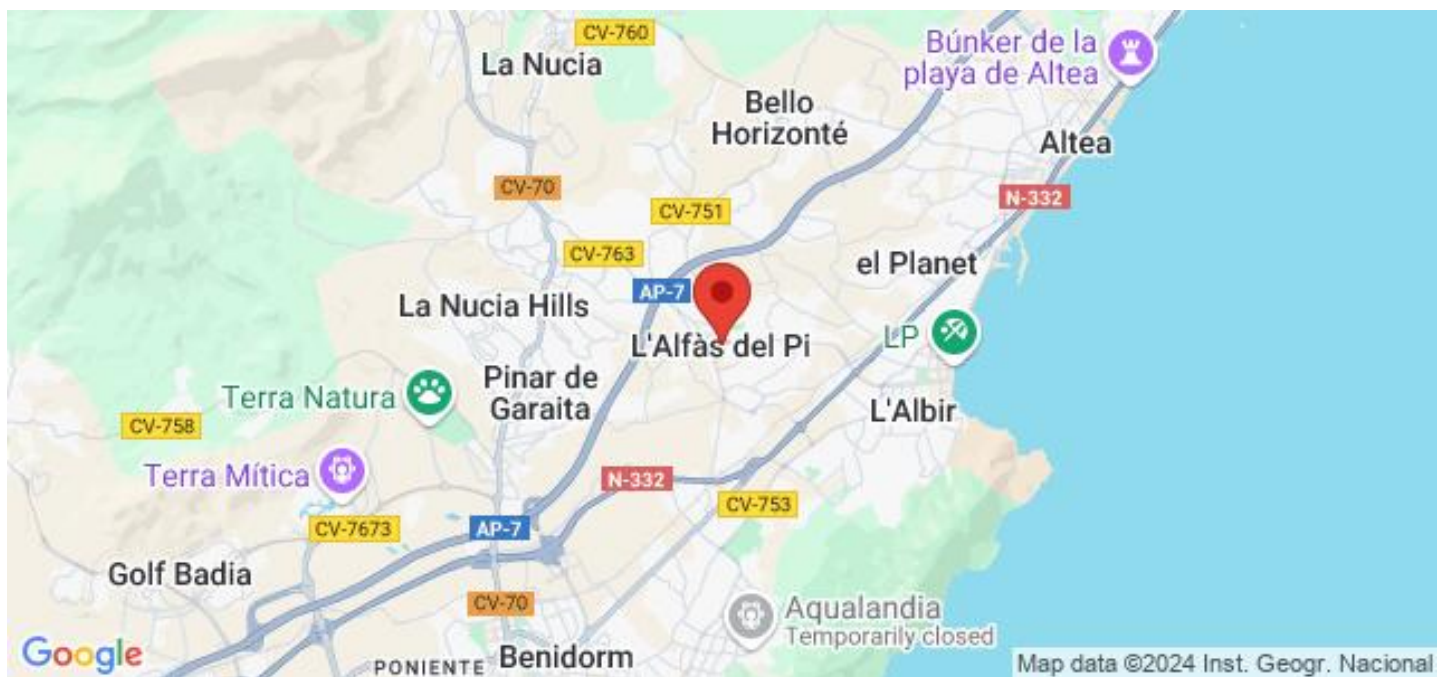 CV-760
La Nucia
Búnker de la
playa de Altea
Bello
Horizonté
Altea
CV-70
N-332
CV-751
CV-763
el Planet
AP-7
La Nucia Hills
L'Alfàs del Pi
LP
Pinar de
Garaita
Terra Natura
L'Albir
CV-758
Terra Mítica
N-332
CV-753
CV-7673
AP-7
Golf Badia
CV-70
Aqualandia
Temporarily closed
Google
PONIENTE
Benidorm
Map data ©2024 Inst. Geogr. Nacional